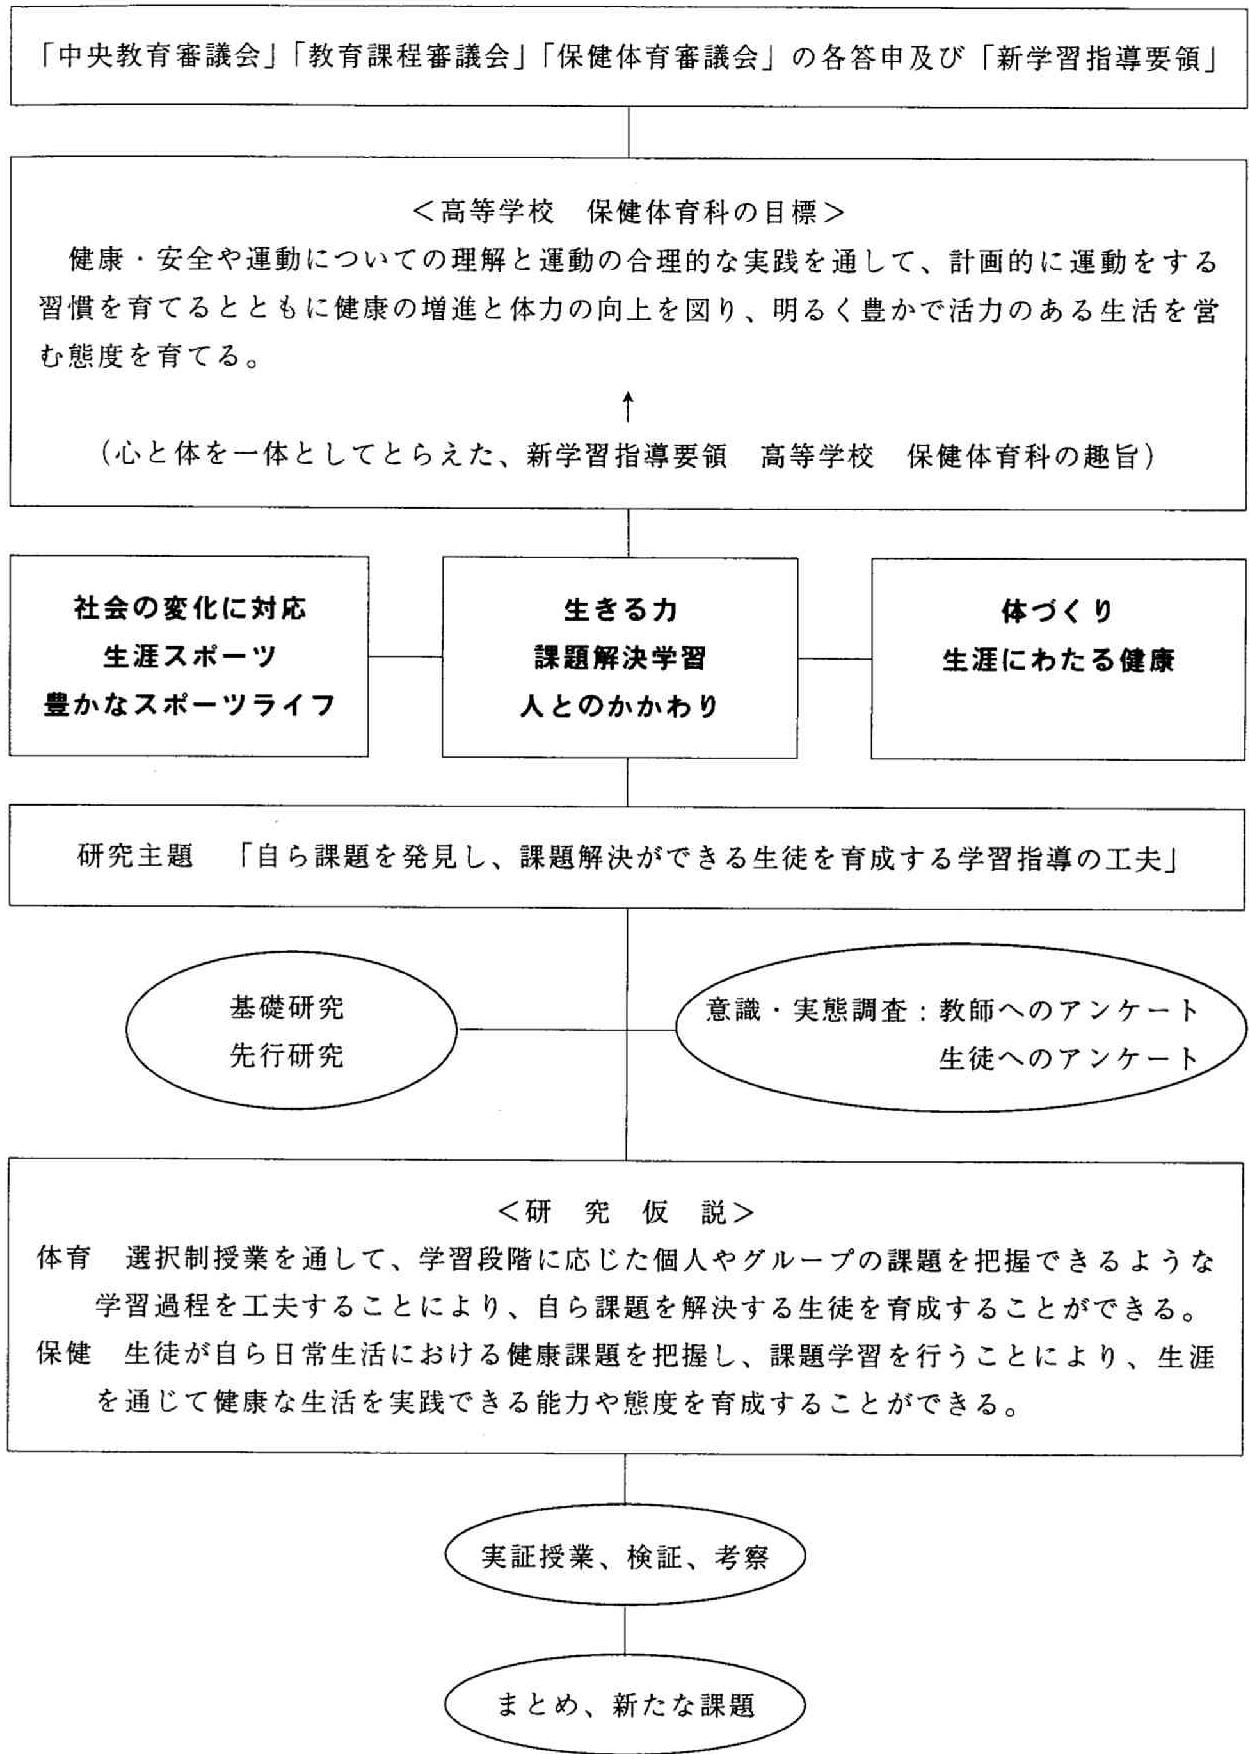 「中央教育審議会」「教育課程審議会」「保健体育審議会」の各答申及び「新学習指導要領」
＜高等学校　保健体育科の目標＞
健康・安全や運動についての理解と運動の合理的な実践を通して、計画的に運動をする
習慣を育てるとともに健康の増進と体力の向上を図り、明るく豊かで活力のある生活を営
む態度を育てる。
↑
（心と体を一体としてとらえた、新学習指導要領　高等学校　保健体育科の趣旨）
社会の変化に対応
生涯スポーツ
豊かなスポーツライフ
生きる力
課題解決学習
人とのかかわり
体づくり
生涯にわたる健康
研究主題　「自ら課題を発見し、課題解決ができる生徒を育成する学習指導の工夫」
基礎研究
先行研究
意識・実態調査：教師へのアンケート
生徒へのアンケート
＜研　究　仮　説＞
体育　選択制授業を通して、学習段階に応じた個人やグループの課題を把握できるような
学習過程を工夫することにより、自ら課題を解決する生徒を育成することができる。
保健　生徒が自ら日常生活における健康課題を把握し、課題学習を行うことにより、生涯
を通じて健康な生活を実践できる能力や態度を育成することができる。
実証授業、検証、考察
まとめ、新たな課題